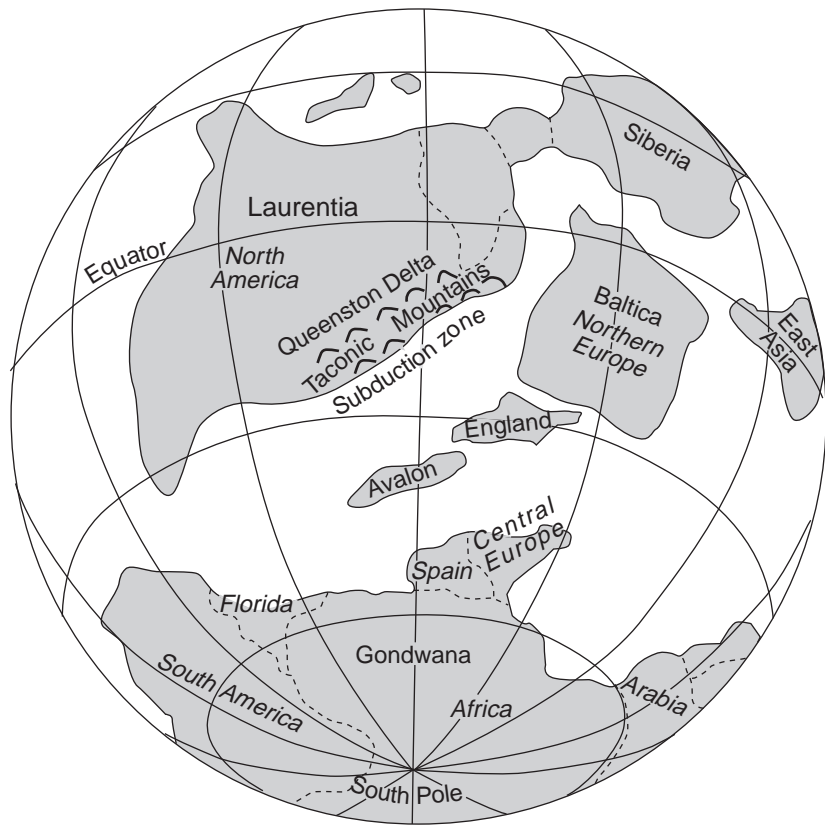 Siberia
Laurentia
Equator
North
America
Queenston Delta
Taconic Mountains
Subduction zone
Baltica
Northern
Europe
East
Asia
England
Avalon
Central
Europe
Spain
Florida
Gondwana
South America
Africa
Arabia
South Pole